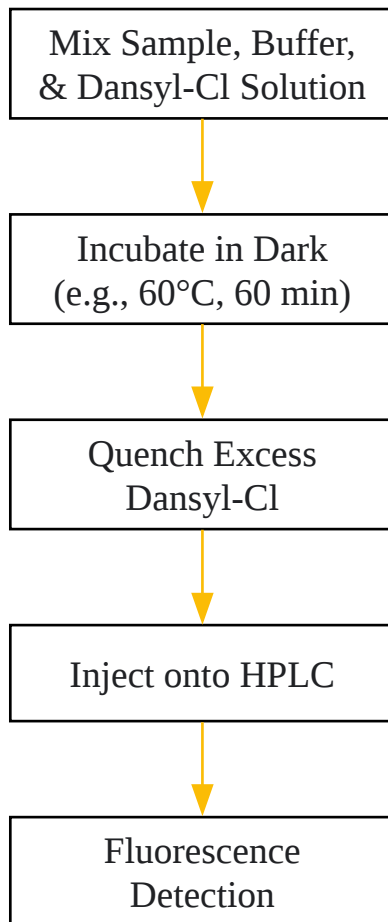 Mix Sample, Buffer,
& Dansyl-Cl Solution
Incubate in Dark
(e.g., 60°C, 60 min)
Quench Excess
Dansyl-Cl
Inject onto HPLC
Fluorescence
Detection